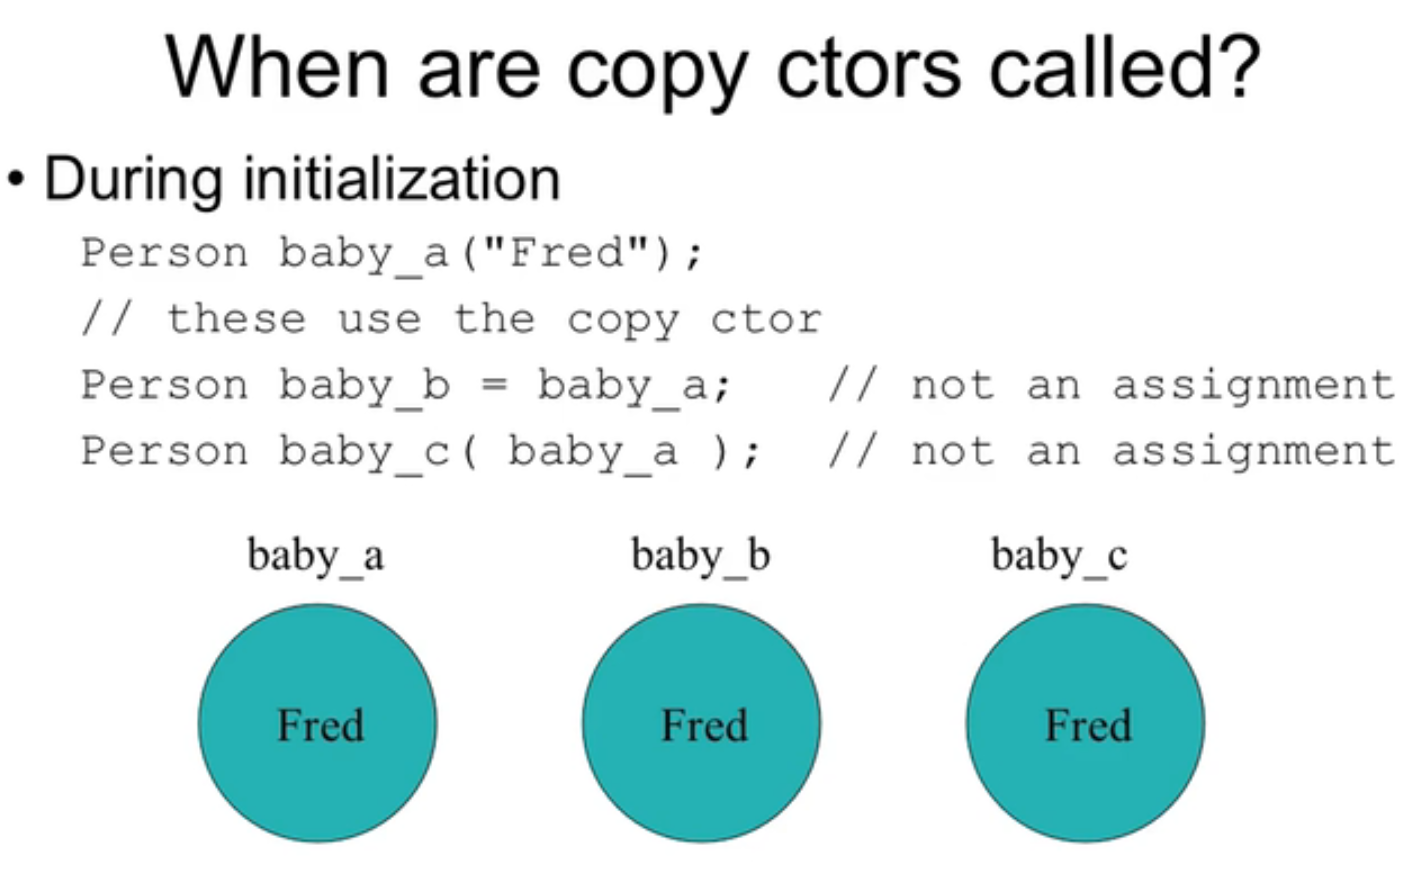 When are copy ctors called?
• During initialization
Person baby_a("Fred");
// these use the copy ctor
Person baby_b = baby_a;   // not an assignment
Person baby_c( baby_a );  // not an assignment
baby_a baby_b baby_c
Fred Fred Fred